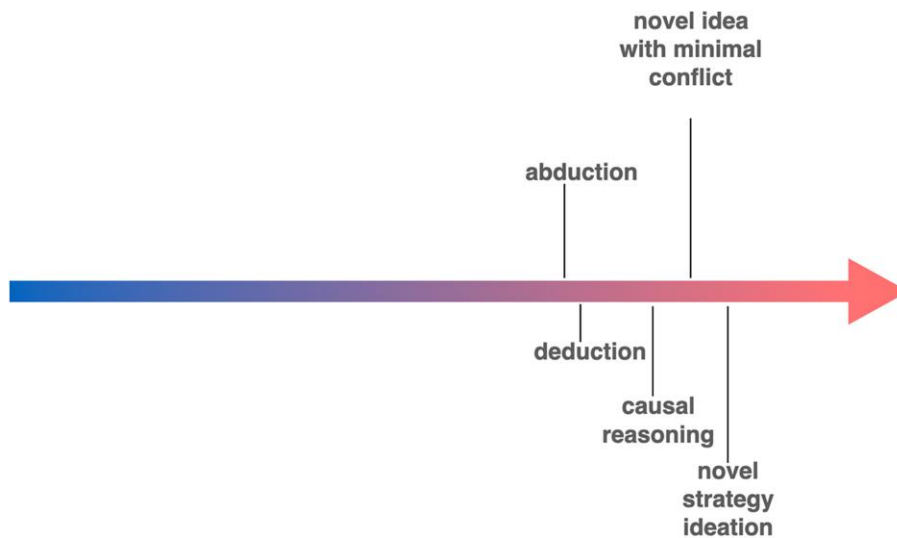 novel idea
with minimal
conflict
abduction
deduction
causal
reasoning
novel
strategy
ideation